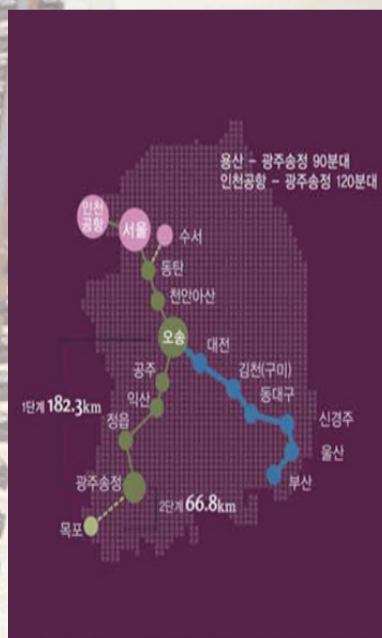 용산 – 광주송정 90분대
인천공항 – 광주송정 120분대
인천
공항
서울
수서
동탄
천안아산
오송
대전
공주
김천(구미)
익산
동대구
1단계 182.3km
정읍
신경주
울산
광주송정
부산
2단계 66.8km
목포